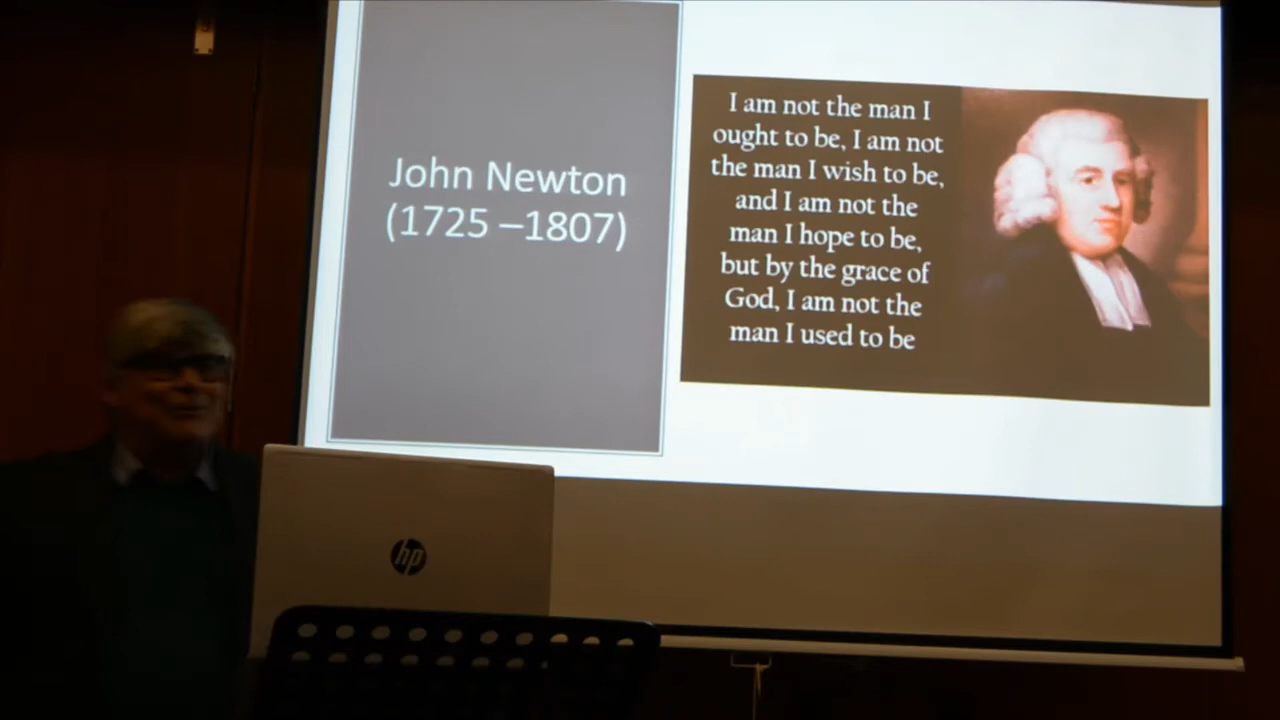 John Newton
(1725 –1807)
I am not the man I
ought to be, I am not
the man I wish to be,
and I am not the
man I hope to be,
but by the grace of
God, I am not the
man I used to be
hp